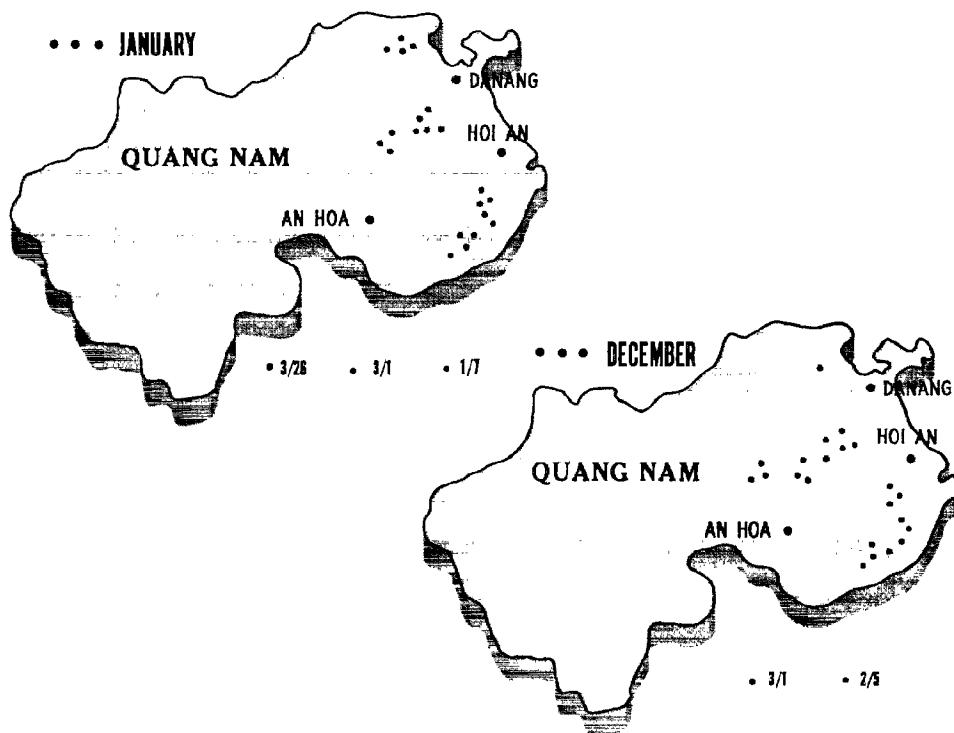 • • • JANUARY
DANANG
HOI AN
QUANG NAM
AN HOA
• 3/26 • 3/1 • 1/7
• • • DECEMBER
DANANG
HOI AN
QUANG NAM
AN HOA
• 3/1 • 2/5